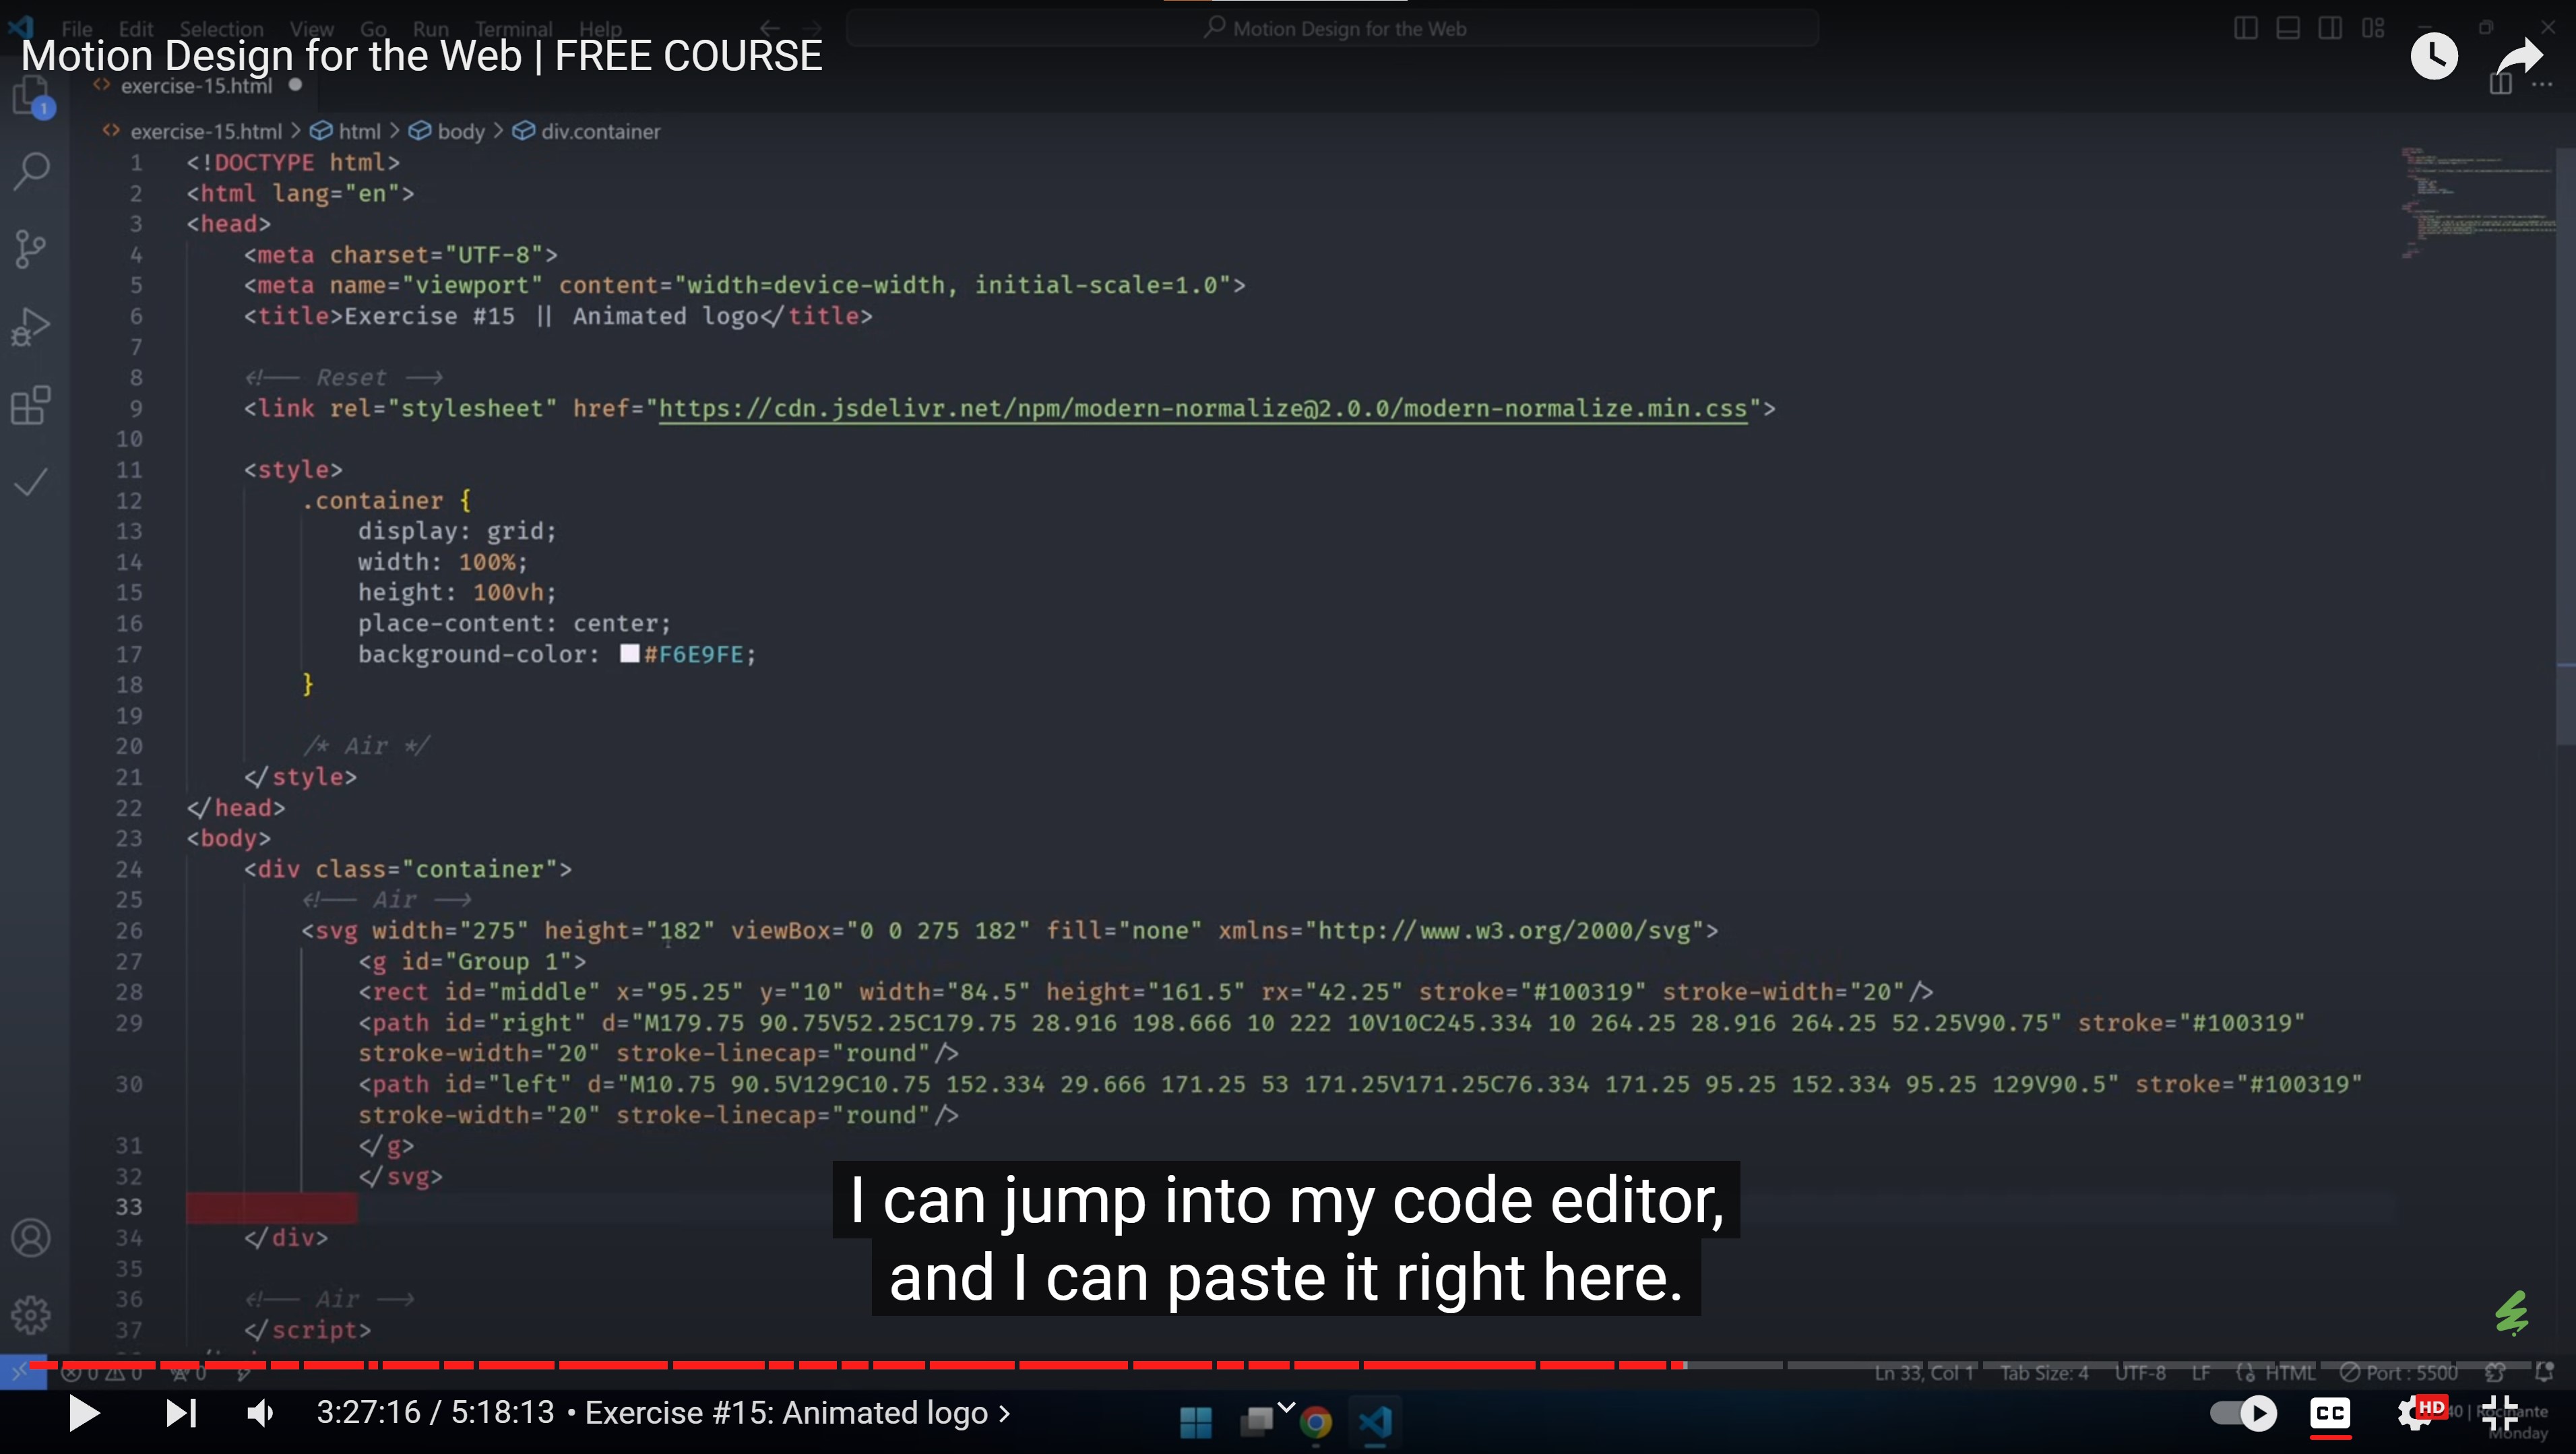 File Edit Selection View Go Run Terminal Help
Motion Design for the Web
Motion Design for the Web | FREE COURSE
exercise-15.html
1
exercise-15.html > html > body > div.container
1 <!DOCTYPE html>
2 <html lang="en">
3 <head>
4 <meta charset="UTF-8">
5 <meta name="viewport" content="width=device-width, initial-scale=1.0">
6 <title>Exercise #15 || Animated logo</title>
7
8 <!-- Reset -->
9 <link rel="stylesheet" href="https://cdn.jsdelivr.net/npm/modern-normalize@2.0.0/modern-normalize.min.css">
10
11 <style>
12 .container {
13 display: grid;
14 width: 100%;
15 height: 100vh;
16 place-content: center;
17 background-color: #F6E9FE;
18 }
19
20 /* Air */
21 </style>
22 </head>
23 <body>
24 <div class="container">
25 <!-- Air -->
26 <svg width="275" height="182" viewBox="0 0 275 182" fill="none" xmlns="http://www.w3.org/2000/svg">
27 <g id="Group 1">
28 <rect id="middle" x="95.25" y="10" width="84.5" height="161.5" rx="42.25" stroke="#100319" stroke-width="20"/>
29 <path id="right" d="M179.75 90.75V52.25C179.75 28.916 198.666 10 222 10V10C245.334 10 264.25 28.916 264.25 52.25V90.75" stroke="#100319"
stroke-width="20" stroke-linecap="round"/>
30 <path id="left" d="M10.75 90.5V129C10.75 152.334 29.666 171.25 53 171.25V171.25C76.334 171.25 95.25 152.334 95.25 129V90.5" stroke="#100319"
stroke-width="20" stroke-linecap="round"/>
31 </g>
32 </svg>
33
34 </div>
35
36 <!-- Air -->
37 </script>
I can jump into my code editor,
and I can paste it right here.
0 0 0
Ln 33, Col 1 Tab Size: 4 UTF-8 LF HTML Port : 5500
3:27:16 / 5:18:13 • Exercise #15: Animated logo >
CC
HD
40 | Rocinante
Monday